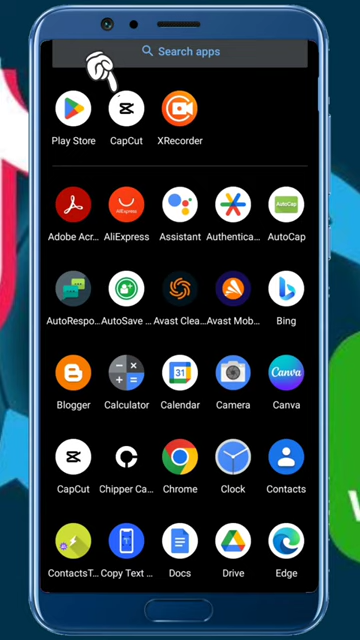 Search apps
Play Store
CapCut
XRecorder
Adobe Acr...
AliExpress
AliExpress
Assistant
Authentica...
AutoCap
AutoCap
AutoRespo...
AutoSave ...
Avast Clea...
Avast Mob...
Bing
Blogger
Calculator
31
Calendar
Camera
Canva
Canva
CapCut
Chipper Ca...
Chrome
Clock
Contacts
ContactsT...
Copy Text ...
Docs
Drive
Edge